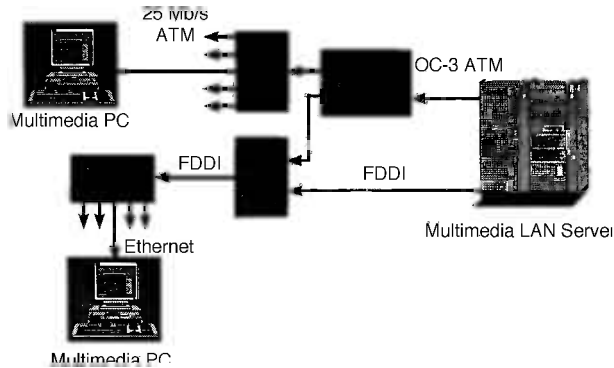 25 Mb/s
ATM
OC-3 ATM
Multimedia PC
FDDI
FDDI
Multimedia LAN Server
Ethernet
Multimedia PC